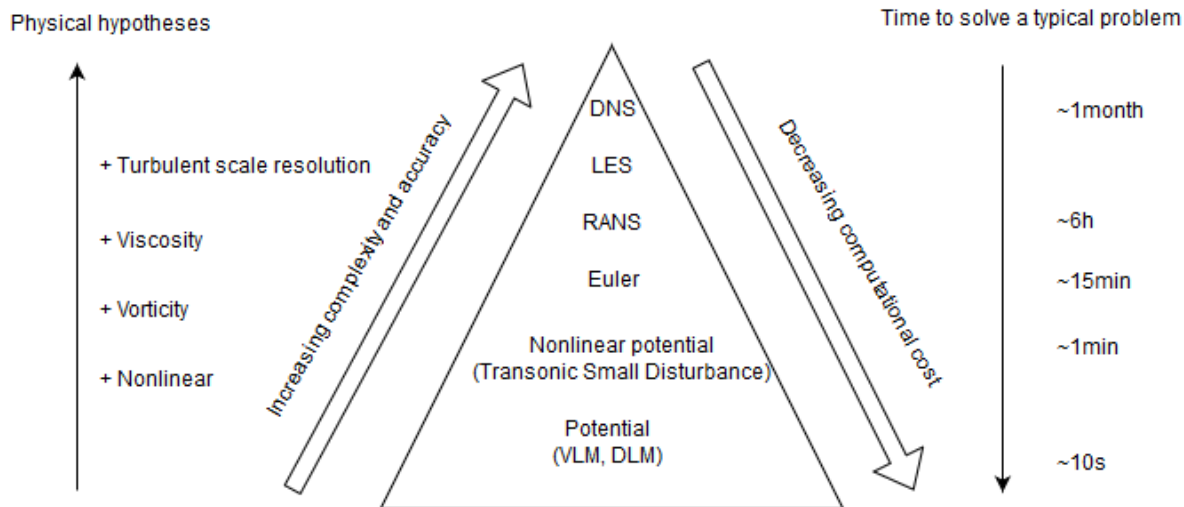 Physical hypotheses
Time to solve a typical problem
DNS
~1month
+ Turbulent scale resolution
LES
Increasing complexity and accuracy
Decreasing computational cost
RANS
~6h
+ Viscosity
Euler
~15min
+ Vorticity
Nonlinear potential
(Transonic Small Disturbance)
~1min
+ Nonlinear
Potential
(VLM, DLM)
~10s